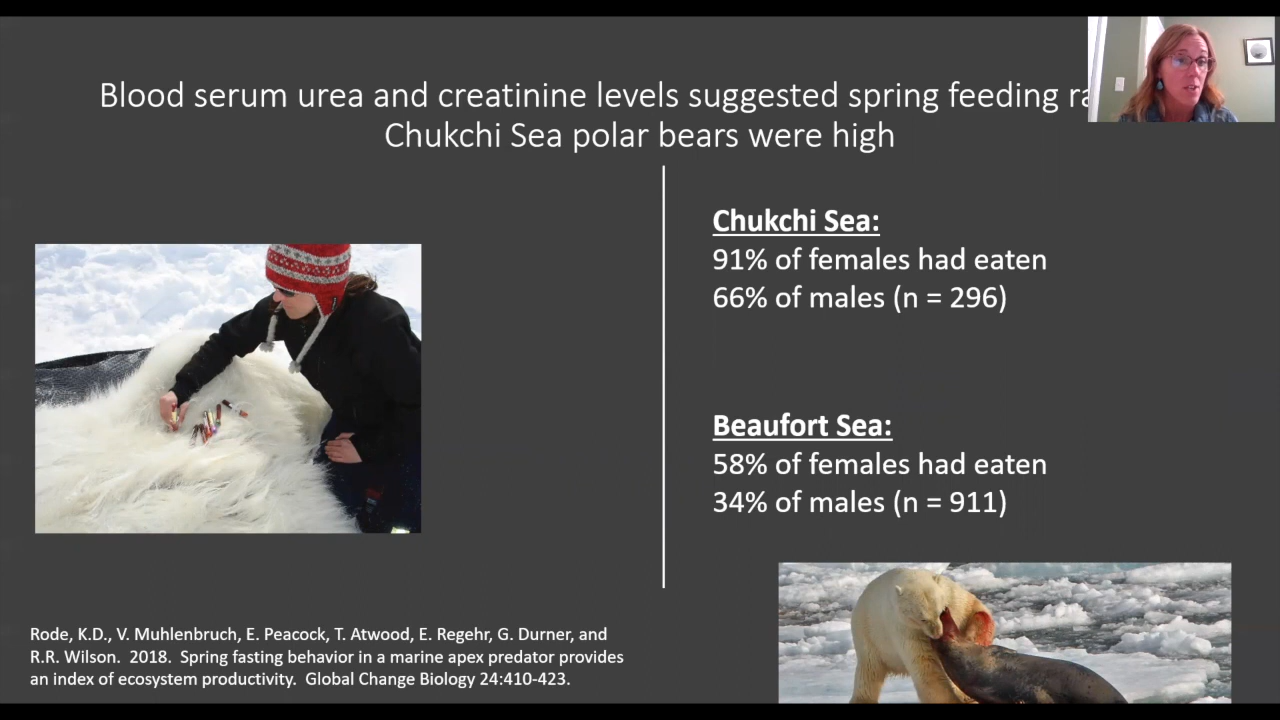 Blood serum urea and creatinine levels suggested spring feeding
Chukchi Sea polar bears were high
Chukchi Sea:
91% of females had eaten
66% of males (n = 296)
Beaufort Sea:
58% of females had eaten
34% of males (n = 911)
Rode, K.D., V. Muhlenbruch, E. Peacock, T. Atwood, E. Regehr, G. Durner, and
R.R. Wilson.  2018.  Spring fasting behavior in a marine apex predator provides
an index of ecosystem productivity.  Global Change Biology 24:410-423.